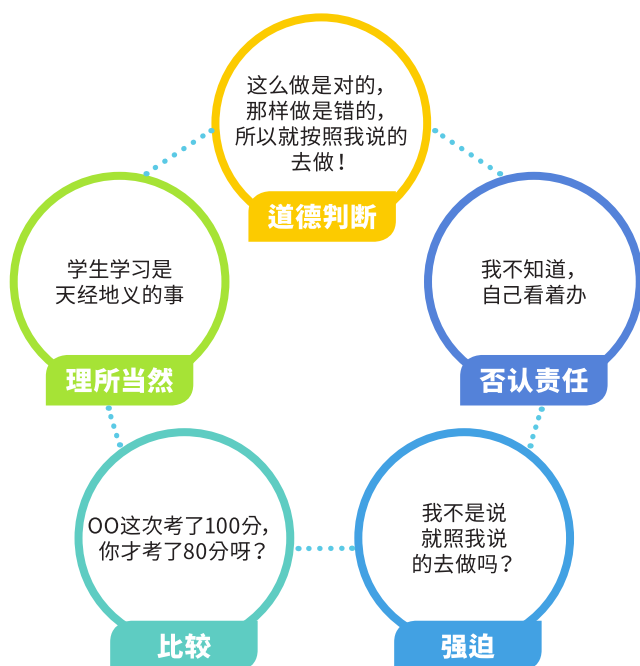 这么做是对的，
那样做是错的，
所以就按照我说的
去做！
道德判断
学生学习是
天经地义的事
理所当然
我不知道，
自己看着办
否认责任
OO这次考了100分，
你才考了80分呀？
比较
我不是说
就照我说
的去做吗？
强迫